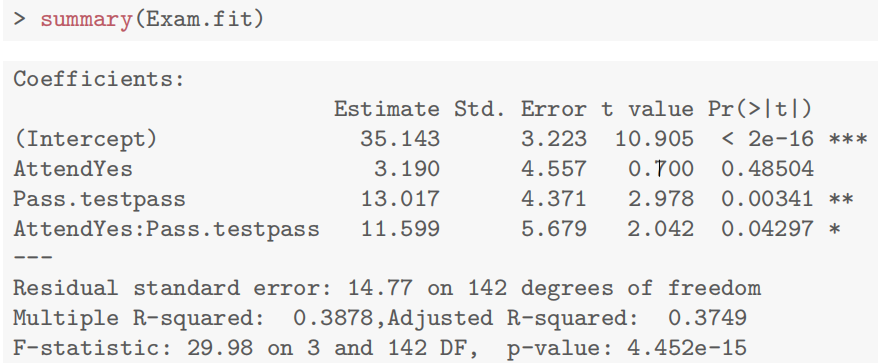 > summary(Exam.fit)
Coefficients:
Estimate Std. Error t value Pr(>|t|)
(Intercept) 35.143 3.223 10.905 < 2e-16 ***
AttendYes 3.190 4.557 0.700 0.48504
Pass.testpass 13.017 4.371 2.978 0.00341 **
AttendYes:Pass.testpass 11.599 5.679 2.042 0.04297 *
---
Residual standard error: 14.77 on 142 degrees of freedom
Multiple R-squared: 0.3878,Adjusted R-squared: 0.3749
F-statistic: 29.98 on 3 and 142 DF, p-value: 4.452e-15